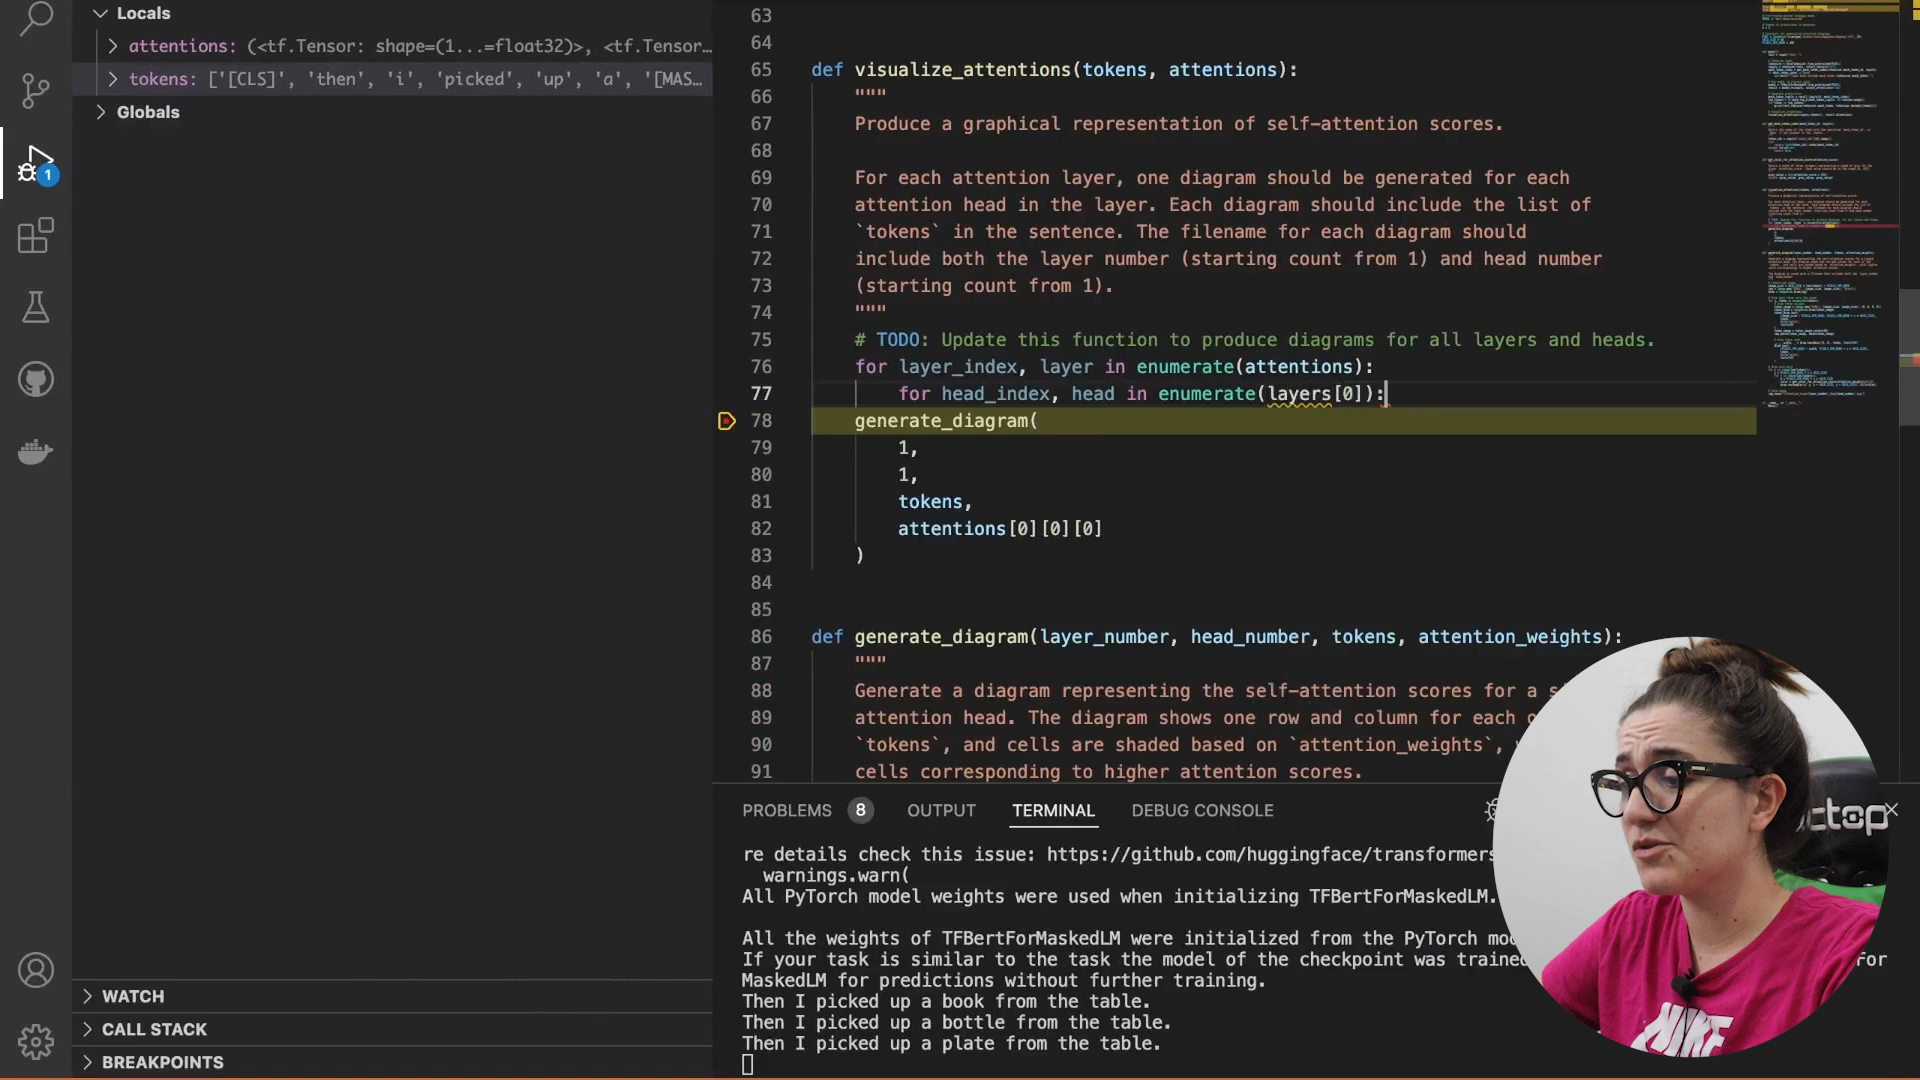 Locals
attentions: (<tf.Tensor: shape=(1...=float32)>, <tf.Tensor...
tokens: ['[CLS]', 'then', 'i', 'picked', 'up', 'a', '[MAS...
Globals
1
63
64
65 def visualize_attentions(tokens, attentions):
66 """
67 Produce a graphical representation of self-attention scores.
68
69 For each attention layer, one diagram should be generated for each
70 attention head in the layer. Each diagram should include the list of
71 `tokens` in the sentence. The filename for each diagram should
72 include both the layer number (starting count from 1) and head number
73 (starting count from 1).
74 """
75 # TODO: Update this function to produce diagrams for all layers and heads.
76 for layer_index, layer in enumerate(attentions):
77 for head_index, head in enumerate(layers[0]):
78 generate_diagram(
79 1,
80 1,
81 tokens,
82 attentions[0][0][0]
83 )
84
85
86 def generate_diagram(layer_number, head_number, tokens, attention_weights):
87 """
88 Generate a diagram representing the self-attention scores for a
89 attention head. The diagram shows one row and column for each
90 `tokens`, and cells are shaded based on `attention_weights`,
91 cells corresponding to higher attention scores.
PROBLEMS 8 OUTPUT TERMINAL DEBUG CONSOLE
re details check this issue: https://github.com/huggingface/transformers
warnings.warn(
All PyTorch model weights were used when initializing TFBertForMaskedLM.
All the weights of TFBertForMaskedLM were initialized from the PyTorch
If your task is similar to the task the model of the checkpoint was For
MaskedLM for predictions without further training.
Then I picked up a book from the table.
Then I picked up a bottle from the table.
Then I picked up a plate from the table.
WATCH
CALL STACK
BREAKPOINTS
NIKE